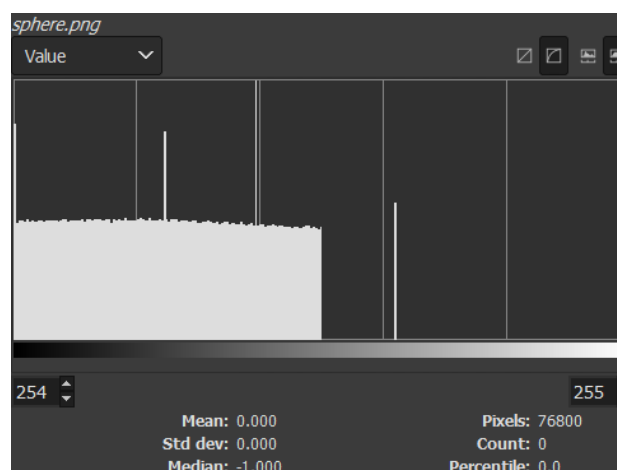 sphere.png
Value
254 255
Mean: 0.000 Pixels: 76800
Std dev: 0.000 Count: 0
Median: -1.000 Percentile: 0.0